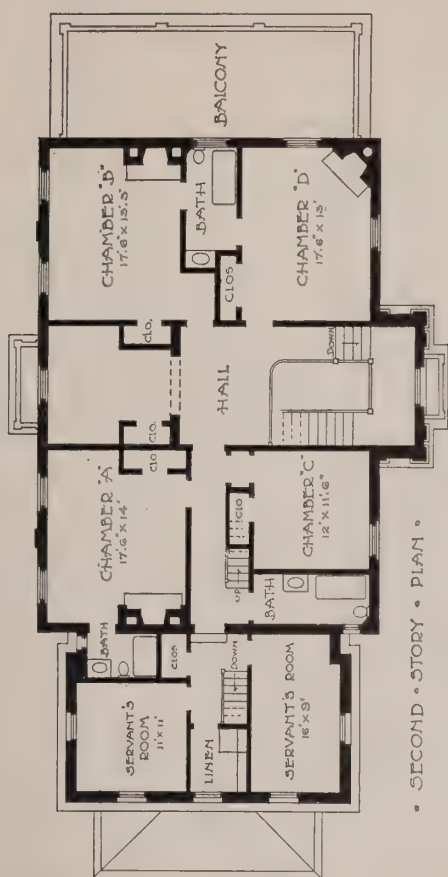 BALCONY
CHAMBER "B"
17'.6" X 13'.3"
BATH
CLOS
CHAMBER "D"
17'.6" X 13'
CLO.
CLO.
CLO
HALL
DOWN
CHAMBER "A"
17'.6" X 14'
CLO
UP
CHAMBER "C"
12' X 11'.6"
BATH
CLOS
BATH
DOWN
SERVANT'S
ROOM
11' X 11'
LINEN
SERVANT'S ROOM
16' X 9'
• SECOND • STORY • PLAN •